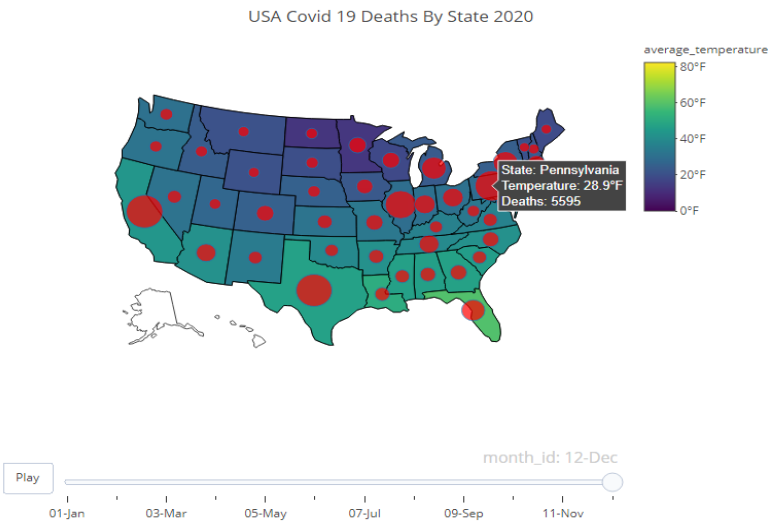 USA Covid 19 Deaths By State 2020
average_temperature
80°F
60°F
40°F
20°F
0°F
State: Pennsylvania
Temperature: 28.9°F
Deaths: 5595
month_id: 12-Dec
Play
01-Jan 03-Mar 05-May 07-Jul 09-Sep 11-Nov